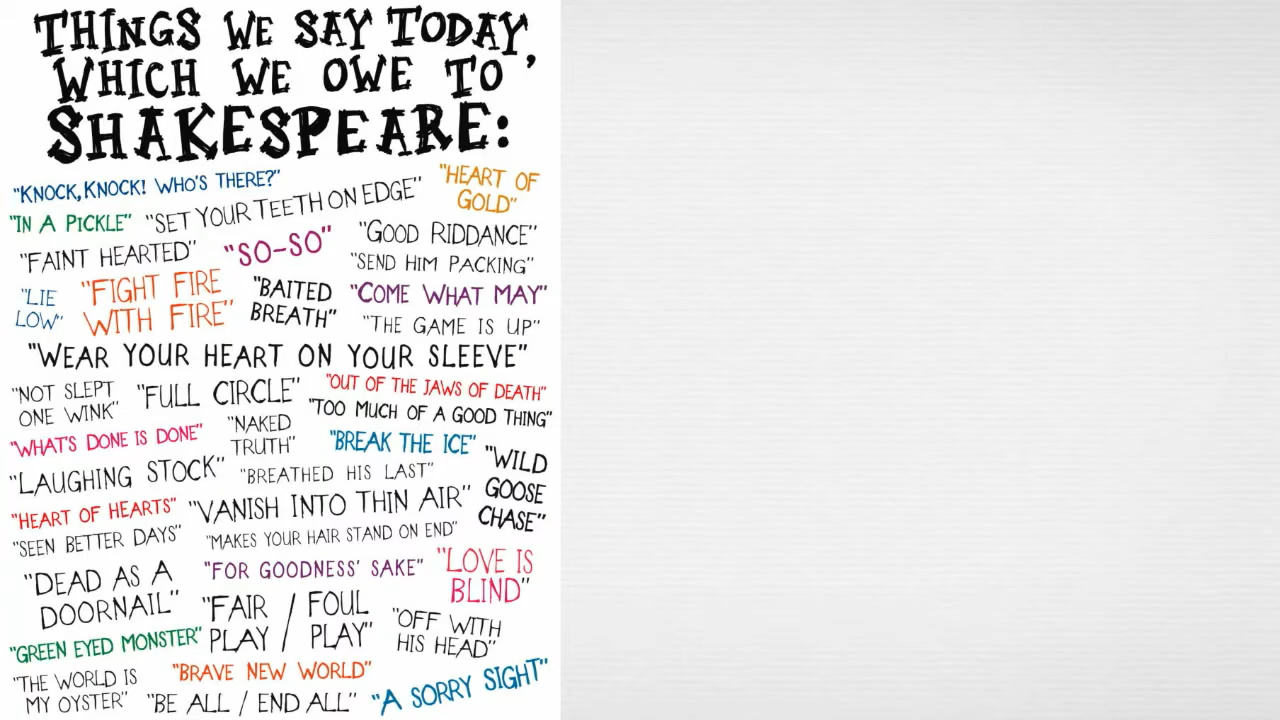 THINGS WE SAY TODAY,
WHICH WE OWE TO
SHAKESPEARE:
"KNOCK, KNOCK! WHO'S THERE?"
"HEART OF
GOLD"
"IN A PICKLE" "SET YOUR TEETH ON EDGE"
"FAINT HEARTED" "SO-SO" "GOOD RIDDANCE"
"SEND HIM PACKING"
"LIE
LOW"
"FIGHT FIRE
WITH FIRE"
"BAITED
BREATH"
"COME WHAT MAY"
"THE GAME IS UP"
"WEAR YOUR HEART ON YOUR SLEEVE"
"NOT SLEPT
ONE WINK"
"FULL CIRCLE"
"OUT OF THE JAWS OF DEATH"
"TOO MUCH OF A GOOD THING"
"WHAT'S DONE IS DONE"
"NAKED
TRUTH"
"BREAK THE ICE"
"WILD
GOOSE
CHASE"
"LAUGHING STOCK" "BREATHED HIS LAST"
"HEART OF HEARTS" "VANISH INTO THIN AIR"
"SEEN BETTER DAYS" "MAKES YOUR HAIR STAND ON END"
"DEAD AS A
DOORNAIL"
"FOR GOODNESS' SAKE"
"LOVE IS
BLIND"
"FAIR / FOUL
PLAY / PLAY"
"OFF WITH
HIS HEAD"
"GREEN EYED MONSTER"
"THE WORLD IS
MY OYSTER"
"BRAVE NEW WORLD"
"BE ALL / END ALL"
"A SORRY SIGHT"